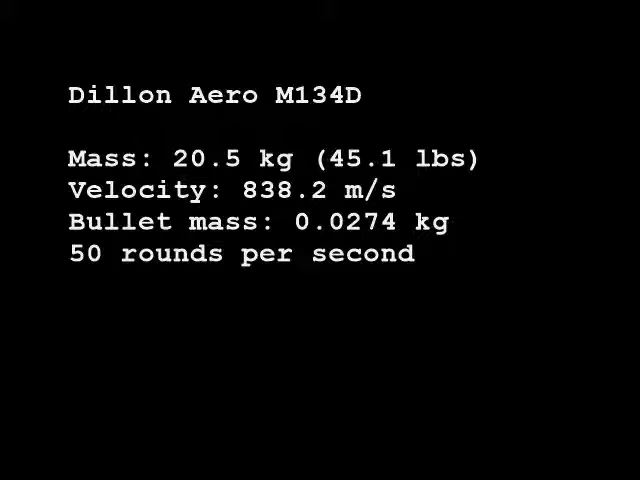 Dillon Aero M134D
Mass: 20.5 kg (45.1 lbs)
Velocity: 838.2 m/s
Bullet mass: 0.0274 kg
50 rounds per second